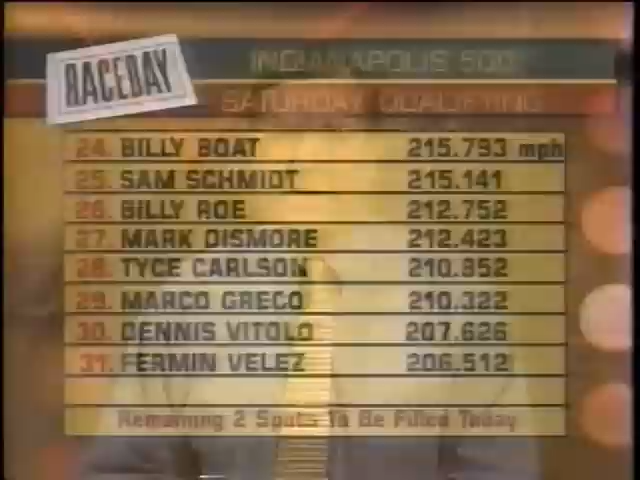 RACEDAY
INDIANAPOLIS 500
SATURDAY QUALIFYING
24. BILLY BOAT 215.793 mph
25. SAM SCHMIDT 215.141
26. BILLY ROE 212.752
27. MARK DISMORE 212.423
28. TYCE CARLSON 210.852
29. MARCO GRECO 210.322
30. DENNIS VITOLO 207.626
31. FERMIN VELEZ 206.512
Remaining 2 Spots To Be Filled Today